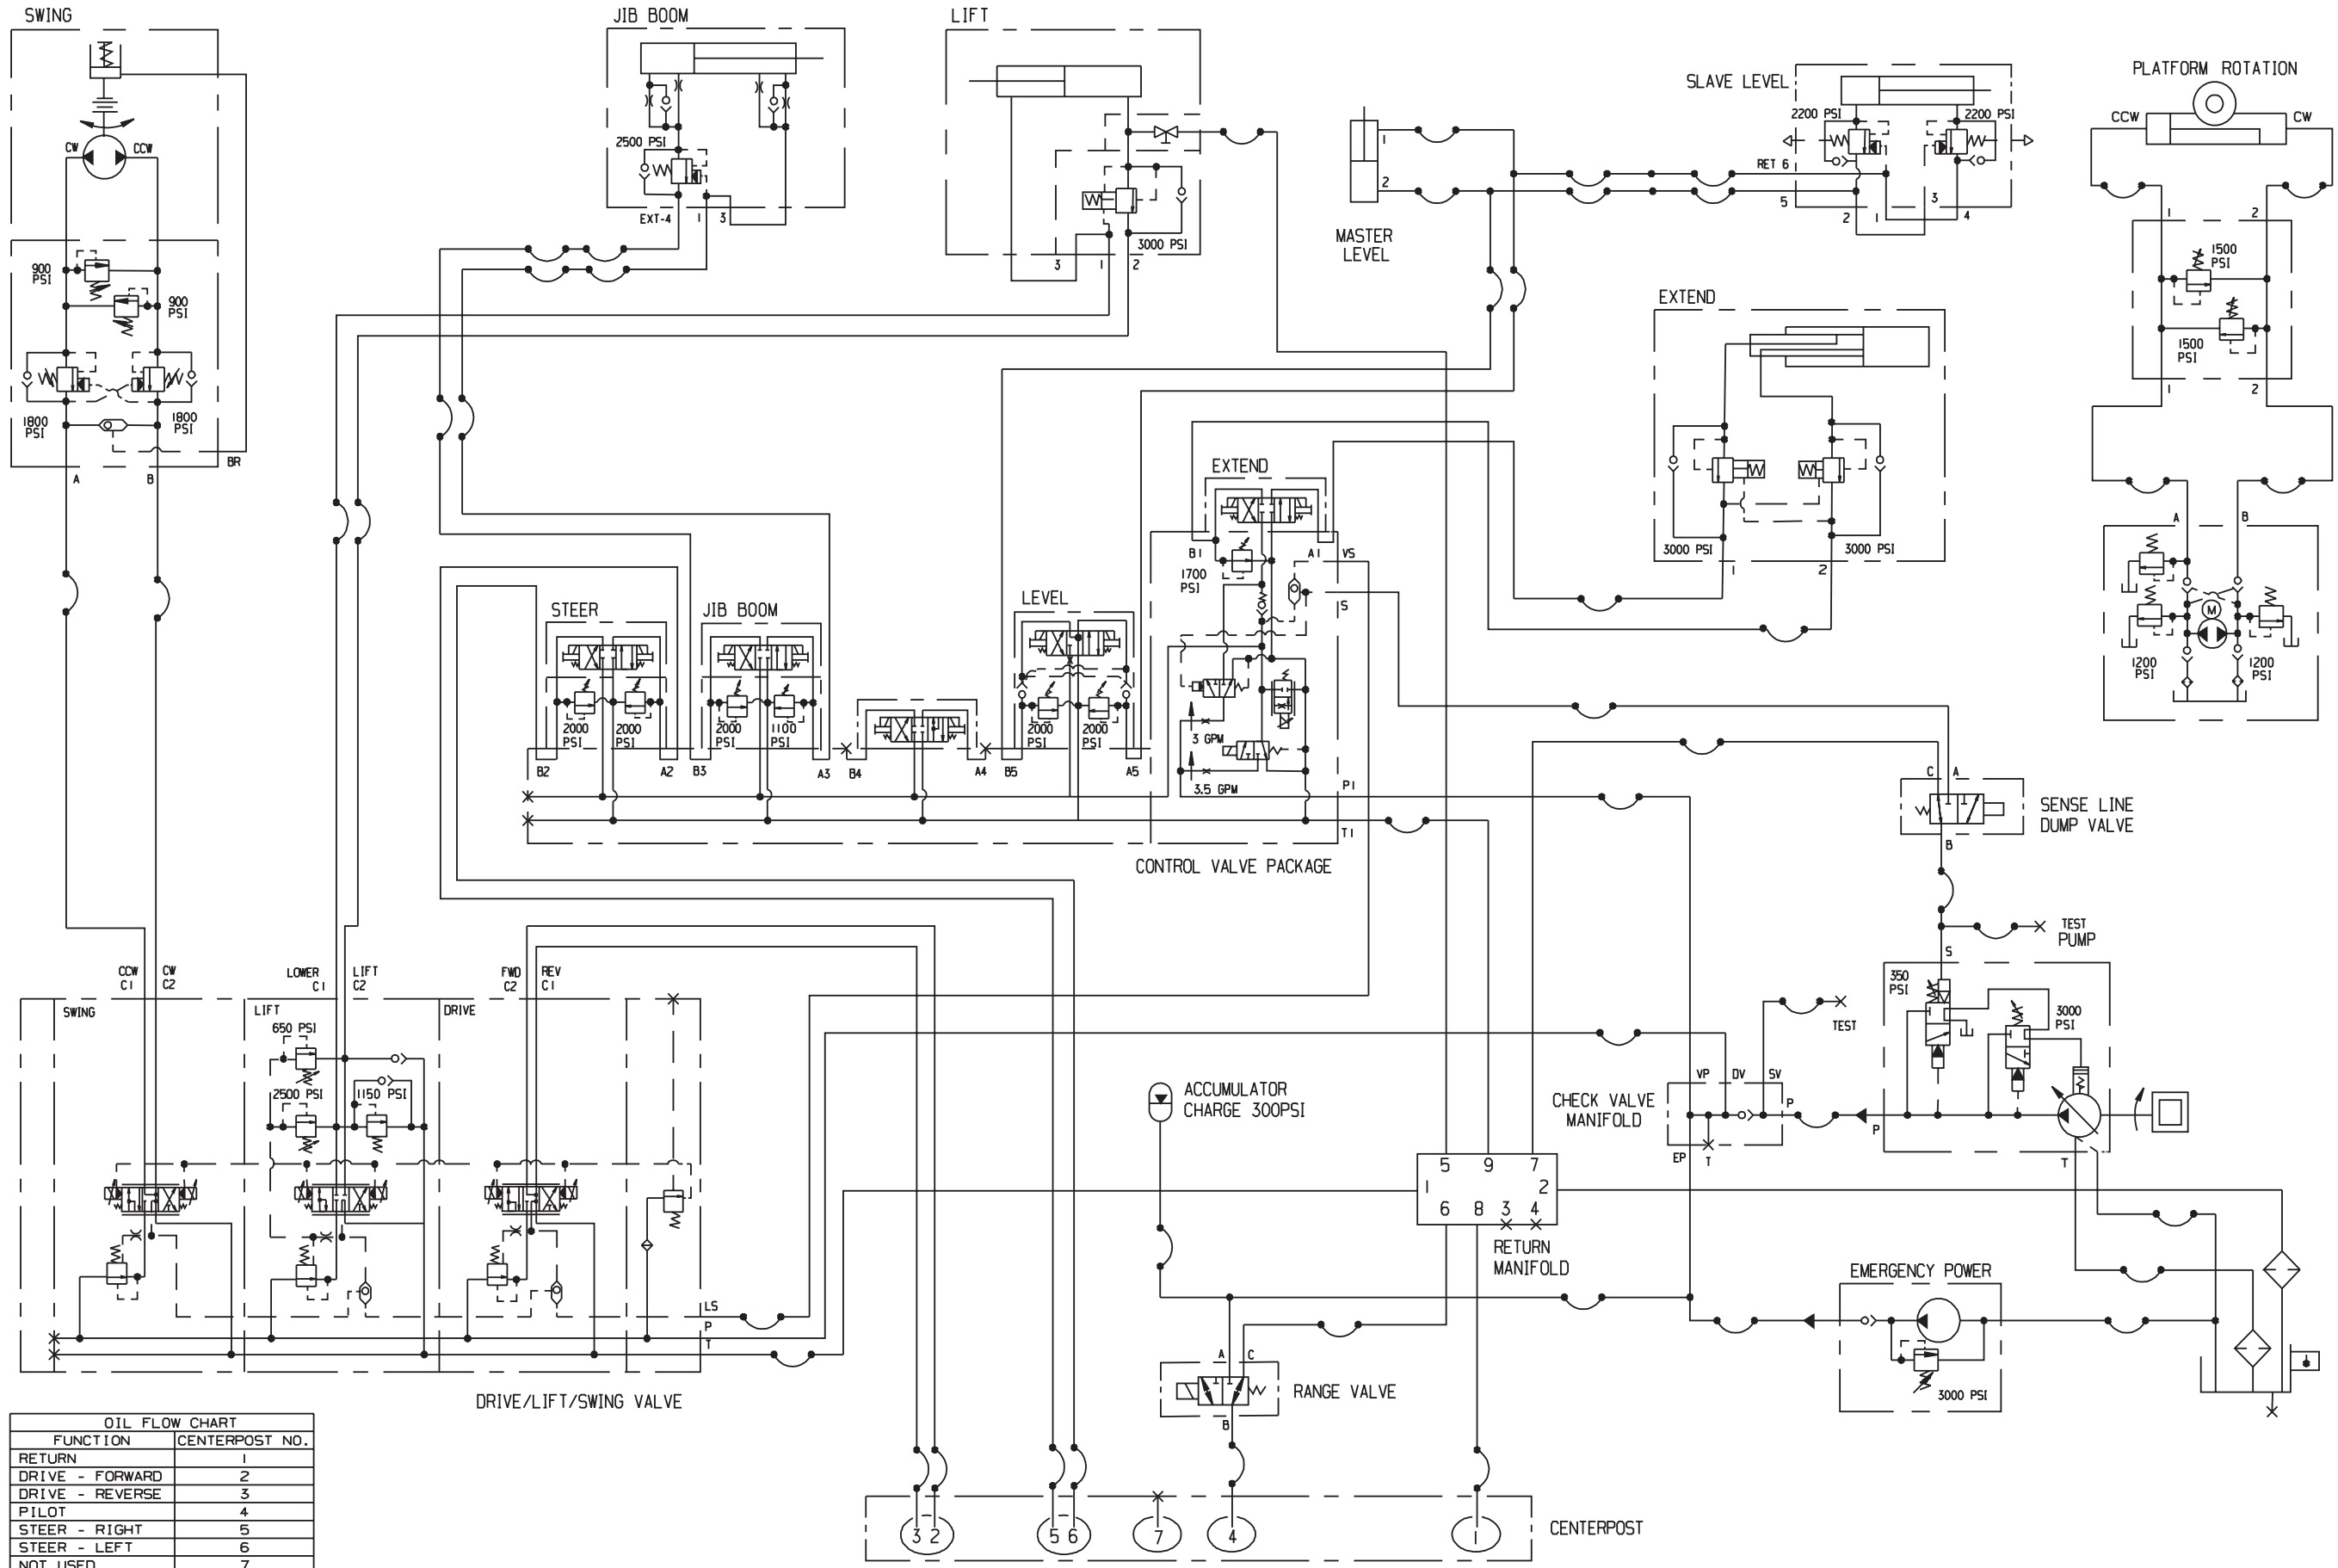 SWING
CW
CCW
900
PSI
900
PSI
1800
PSI
1800
PSI
A
B
BR
JIB BOOM
2500 PSI
EXT-4
1
3
LIFT
3000 PSI
3
1
2
1
2
MASTER
LEVEL
SLAVE LEVEL
2200 PSI
2200 PSI
RET 6
5
2
1
3
4
PLATFORM ROTATION
CCW
CW
1
2
1500
PSI
1500
PSI
1
2
A
B
M
1200
PSI
1200
PSI
EXTEND
3000 PSI
3000 PSI
1
2
EXTEND
B1
A1
VS
1700
PSI
S
3 GPM
3.5 GPM
P1
T1
STEER
2000
PSI
2000
PSI
B2
A2
JIB BOOM
2000
PSI
1100
PSI
B3
A3
B4
A4
LEVEL
2000
PSI
2000
PSI
B5
A5
CONTROL VALVE PACKAGE
C
A
SENSE LINE
DUMP VALVE
B
TEST
PUMP
S
350
PSI
3000
PSI
P
T
TEST
VP
DV
SV
P
CHECK VALVE
MANIFOLD
EP
T
CCW
C1
CW
C2
LOWER
C1
LIFT
C2
FWD
C2
REV
C1
SWING
LIFT
DRIVE
650 PSI
2500 PSI
1150 PSI
LS
P
T
DRIVE/LIFT/SWING VALVE
ACCUMULATOR
CHARGE 300PSI
5 9 7
1 2
6 8 3 4
RETURN
MANIFOLD
EMERGENCY POWER
3000 PSI
A
C
RANGE VALVE
B
3 2
5 6
7
4
1
CENTERPOST
OIL FLOW CHART
FUNCTION CENTERPOST NO.
RETURN 1
DRIVE - FORWARD 2
DRIVE - REVERSE 3
PILOT 4
STEER - RIGHT 5
STEER - LEFT 6
NOT USED 7